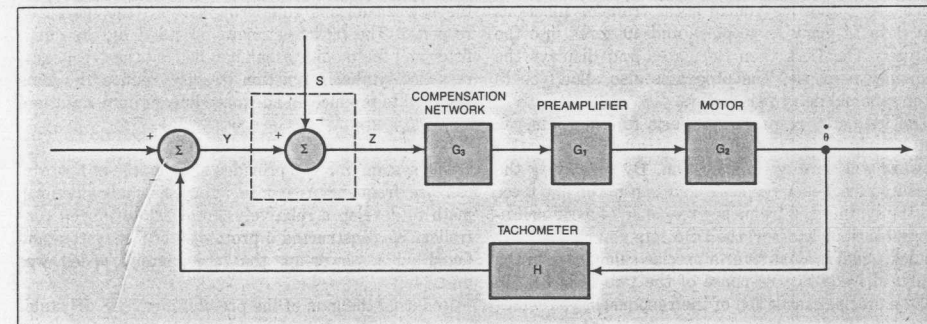 S
COMPENSATION
NETWORK
PREAMPLIFIER
MOTOR
+ Σ Y + Σ − Z G₃ G₁ G₂ θ̇
TACHOMETER
+ H